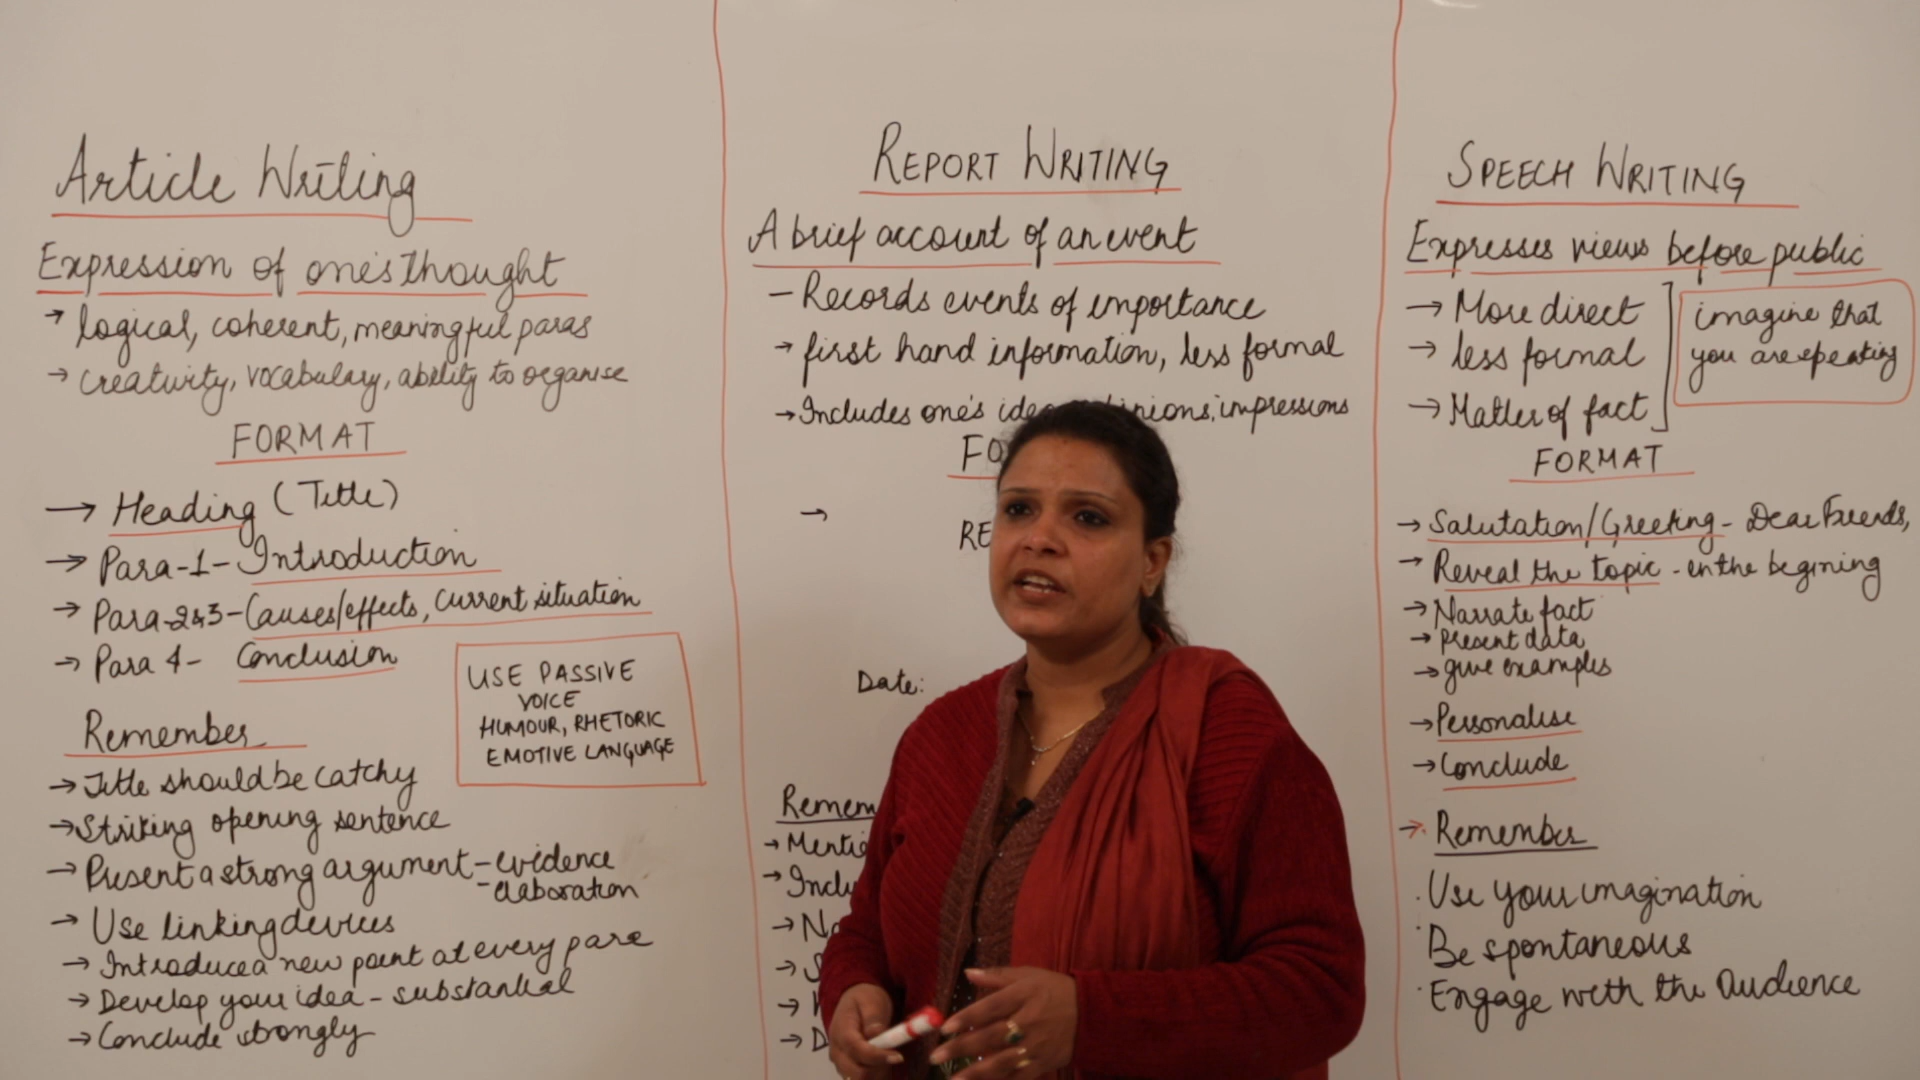 Article Writing
Expression of one's thought
→ logical, coherent, meaningful paras
→ creativity, vocabulary, ability to organise
FORMAT
→ Heading (Title)
→ Para-1- Introduction
→ Para-2&3- Causes/effects, current situation
→ Para 4- Conclusion
USE PASSIVE
VOICE
HUMOUR, RHETORIC
EMOTIVE LANGUAGE
Remember
→ Title should be catchy
→ Striking opening sentence
→ Present a strong argument - evidence
- elaboration
→ Use linking devices
→ Introduce a new point at every para
→ Develop your idea - substantial
→ Conclude strongly
REPORT WRITING
A brief account of an event
- Records events of importance
→ first hand information, less formal
→ Includes one's impressions
→
Date:
SPEECH WRITING
Expresses views before public
→ More direct
→ less formal
→ Matter of fact
imagine that
you are speaking
FORMAT
→ Salutation/Greeting - Dear Friends,
→ Reveal the topic - in the begining
→ Narrate fact
→ present data
→ give examples
→ Personalise
→ Conclude
→ Remember
. Use your imagination
. Be spontaneous
. Engage with the audience